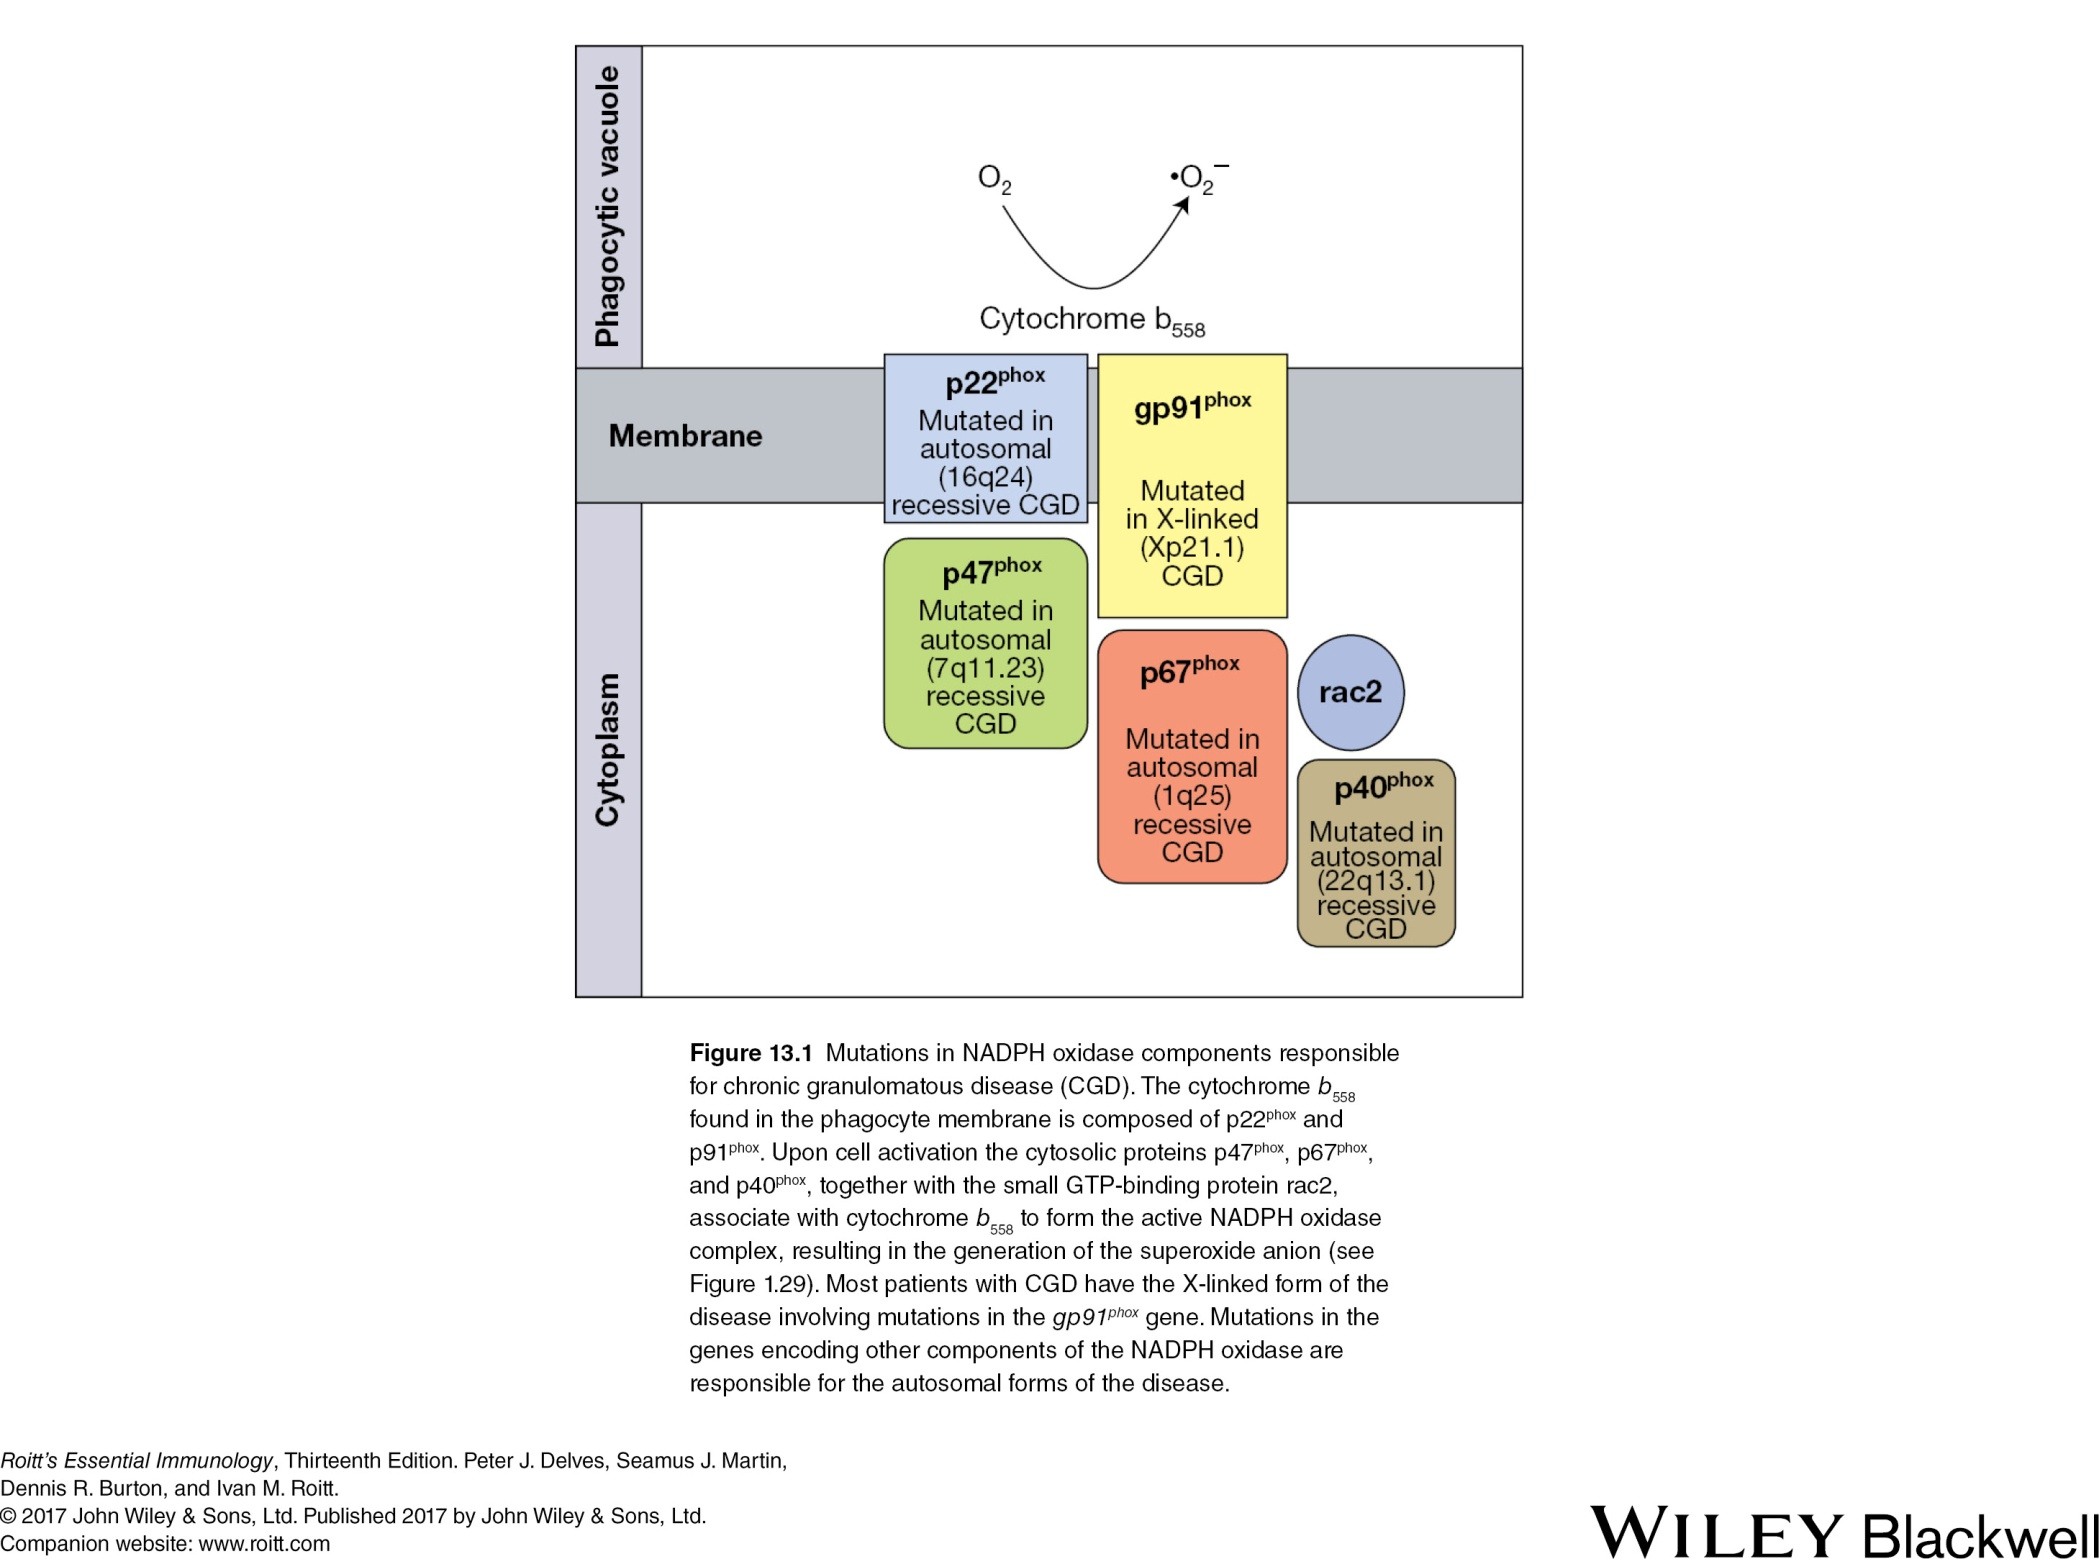 Phagocytic vacuole
O₂
•O₂⁻
Cytochrome b₅₅₈
Membrane
p22ᵖʰᵒˣ
Mutated in
autosomal
(16q24)
recessive CGD
gp91ᵖʰᵒˣ
Mutated
in X-linked
(Xp21.1)
CGD
Cytoplasm
p47ᵖʰᵒˣ
Mutated in
autosomal
(7q11.23)
recessive
CGD
p67ᵖʰᵒˣ
Mutated in
autosomal
(1q25)
recessive
CGD
rac2
p40ᵖʰᵒˣ
Mutated in
autosomal
(22q13.1)
recessive
CGD
Figure 13.1 Mutations in NADPH oxidase components responsible
for chronic granulomatous disease (CGD). The cytochrome b₅₅₈
found in the phagocyte membrane is composed of p22ᵖʰᵒˣ and
p91ᵖʰᵒˣ. Upon cell activation the cytosolic proteins p47ᵖʰᵒˣ, p67ᵖʰᵒˣ,
and p40ᵖʰᵒˣ, together with the small GTP-binding protein rac2,
associate with cytochrome b₅₅₈ to form the active NADPH oxidase
complex, resulting in the generation of the superoxide anion (see
Figure 1.29). Most patients with CGD have the X-linked form of the
disease involving mutations in the gp91ᵖʰᵒˣ gene. Mutations in the
genes encoding other components of the NADPH oxidase are
responsible for the autosomal forms of the disease.
Roitt's Essential Immunology, Thirteenth Edition. Peter J. Delves, Seamus J. Martin,
Dennis R. Burton, and Ivan M. Roitt.
© 2017 John Wiley & Sons, Ltd. Published 2017 by John Wiley & Sons, Ltd.
Companion website: www.roitt.com
WILEY Blackwell